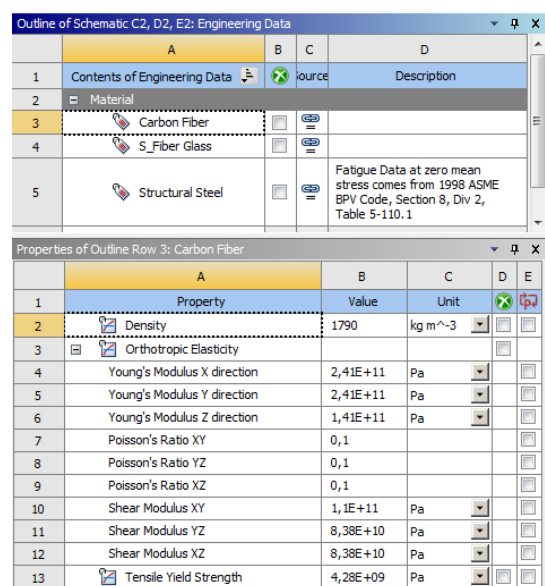 Outline of Schematic C2, D2, E2: Engineering Data
A B C D
1 Contents of Engineering Data Source Description
2 Material
3 Carbon Fiber
4 S_Fiber Glass
5 Structural Steel Fatigue Data at zero mean
stress comes from 1998 ASME
BPV Code, Section 8, Div 2,
Table 5-110.1
Properties of Outline Row 3: Carbon Fiber
A B C D E
1 Property Value Unit
2 Density 1790 kg m^-3
3 Orthotropic Elasticity
4 Young's Modulus X direction 2,41E+11 Pa
5 Young's Modulus Y direction 2,41E+11 Pa
6 Young's Modulus Z direction 1,41E+11 Pa
7 Poisson's Ratio XY 0,1
8 Poisson's Ratio YZ 0,1
9 Poisson's Ratio XZ 0,1
10 Shear Modulus XY 1,1E+11 Pa
11 Shear Modulus YZ 8,38E+10 Pa
12 Shear Modulus XZ 8,38E+10 Pa
13 Tensile Yield Strength 4,28E+09 Pa